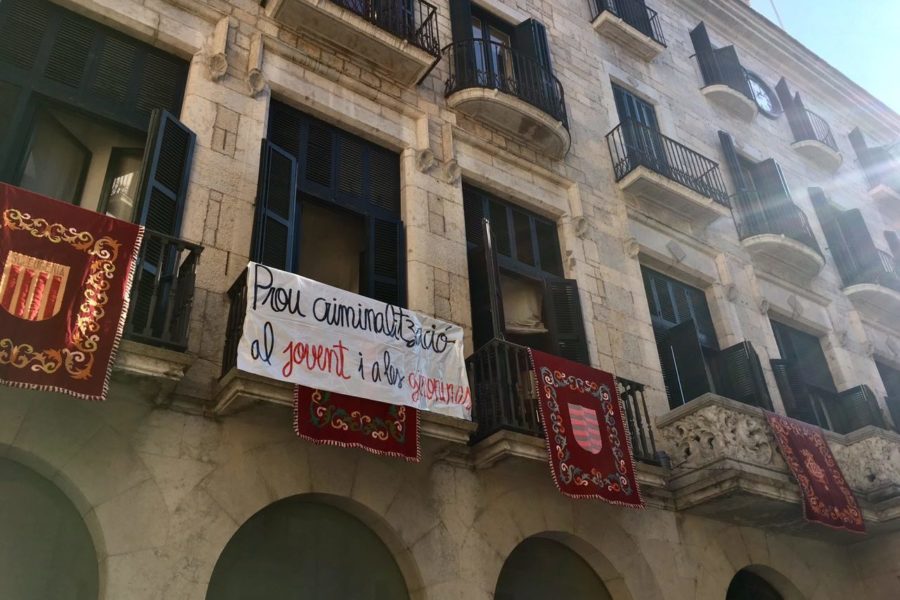 Prou criminalització
al jovent i a les gironines